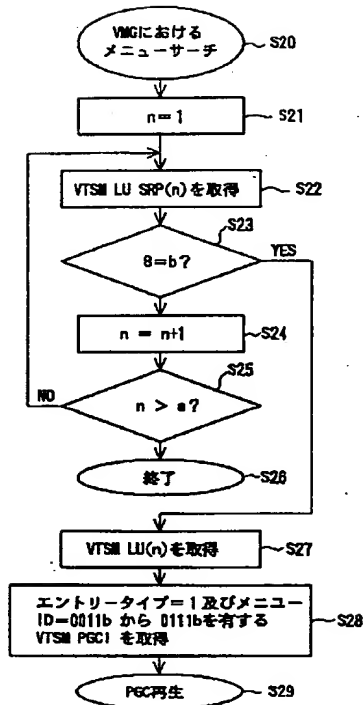 VMGにおける
メニューサーチ
S20
n=1
S21
VTSM LU SRP(n)を取得
S22
S23
8=b?
YES
n = n+1
S24
S25
NO
n > a?
終了
S26
VTSM LU(n)を取得
S27
エントリータイプ=1及びメニュー
ID=0011b から 0111bを有する
VTSM PGCI を取得
S28
PGC再生
S29